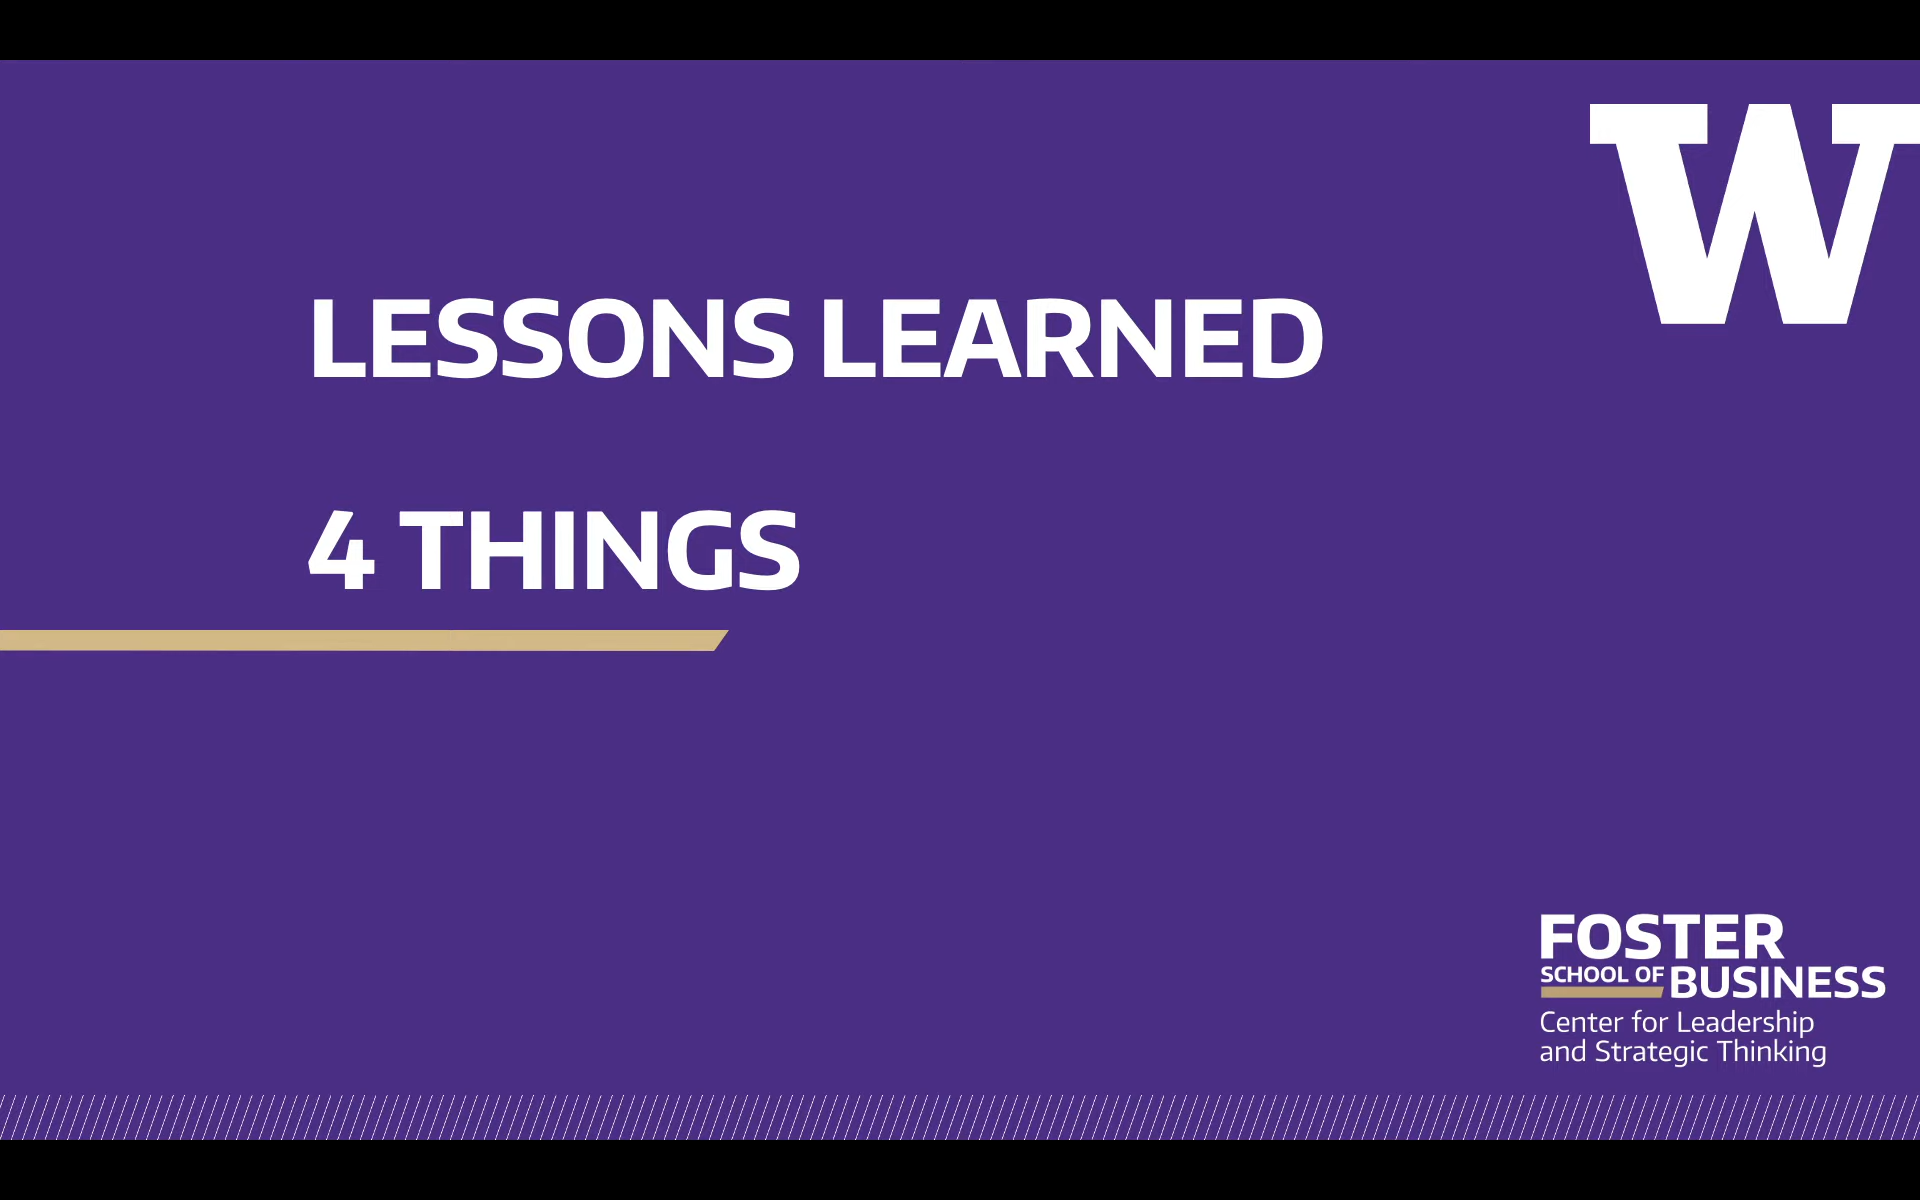 W
LESSONS LEARNED
4 THINGS
FOSTER
SCHOOL OF BUSINESS
Center for Leadership
and Strategic Thinking